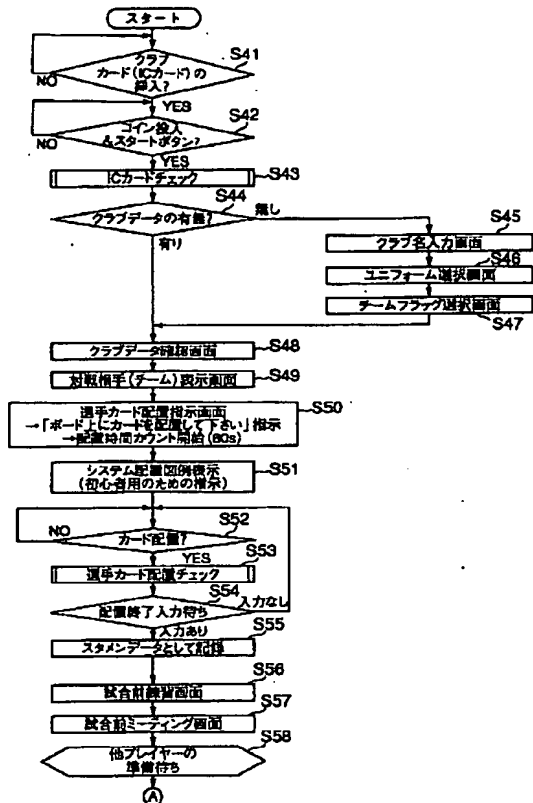 スタート
S41
クラブ
カード(ICカード)の
挿入?
NO
YES
S42
コイン投入
&スタートボタン?
NO
YES
S43
ICカードチェック
S44
クラブデータの有無?
無し
有り
S45
クラブ名入力画面
S46
ユニフォーム選択画面
チームフラッグ選択画面
S47
S48
クラブデータ確認画面
S49
対戦相手(チーム)表示画面
S50
選手カード配置指示画面
→「ボード上にカードを配置して下さい」指示
→配置時間カウント開始(60s)
S51
システム配置図例表示
(初心者用のための指示)
S52
NO
カード配置?
YES
S53
選手カード配置チェック
S54
配置終了入力待ち
入力なし
入力あり
S55
スタメンデータとして記録
S56
試合前練習画面
S57
試合前ミーティング画面
S58
他プレイヤーの
準備待ち
A